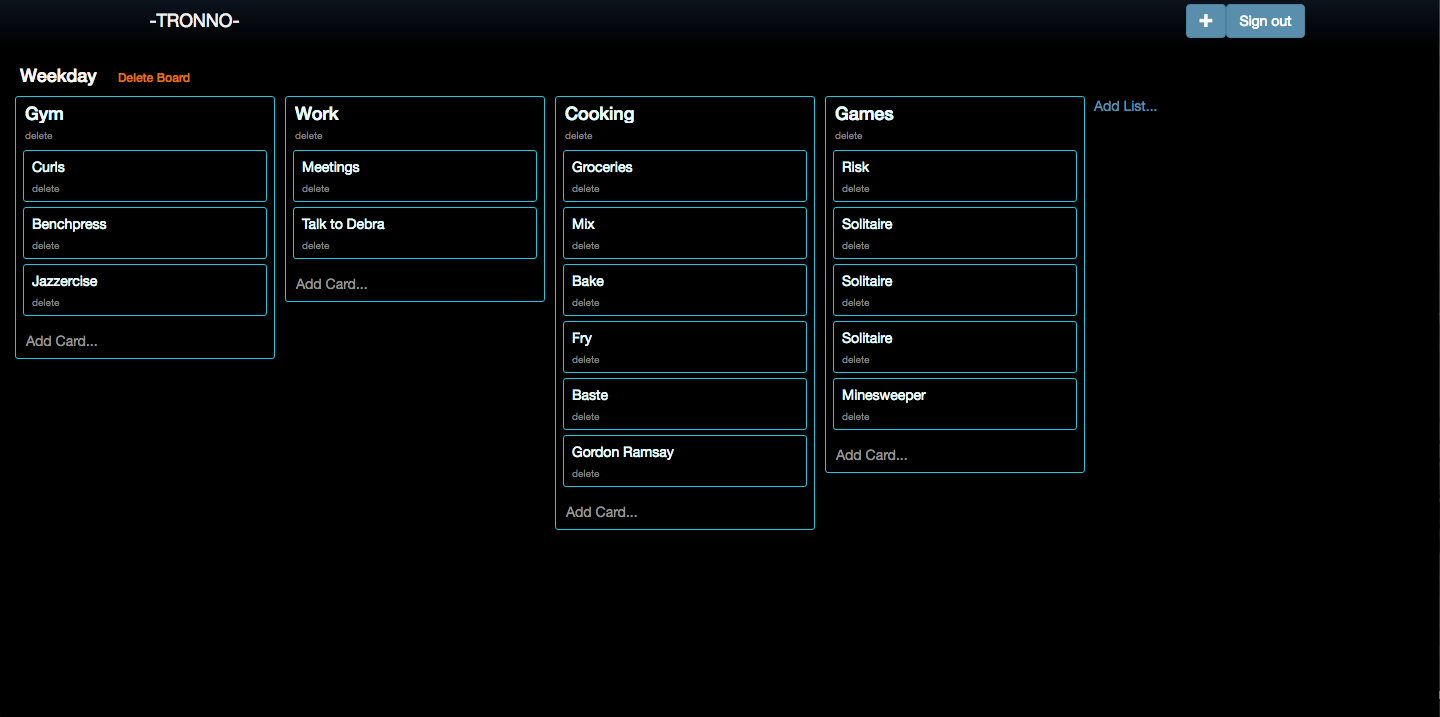 -TRONNO-
+ Sign out
Weekday Delete Board
Gym
delete
Curls
delete
Benchpress
delete
Jazzercise
delete
Add Card...
Work
delete
Meetings
delete
Talk to Debra
delete
Add Card...
Cooking
delete
Groceries
delete
Mix
delete
Bake
delete
Fry
delete
Baste
delete
Gordon Ramsay
delete
Add Card...
Games
delete
Risk
delete
Solitaire
delete
Solitaire
delete
Solitaire
delete
Minesweeper
delete
Add Card...
Add List...